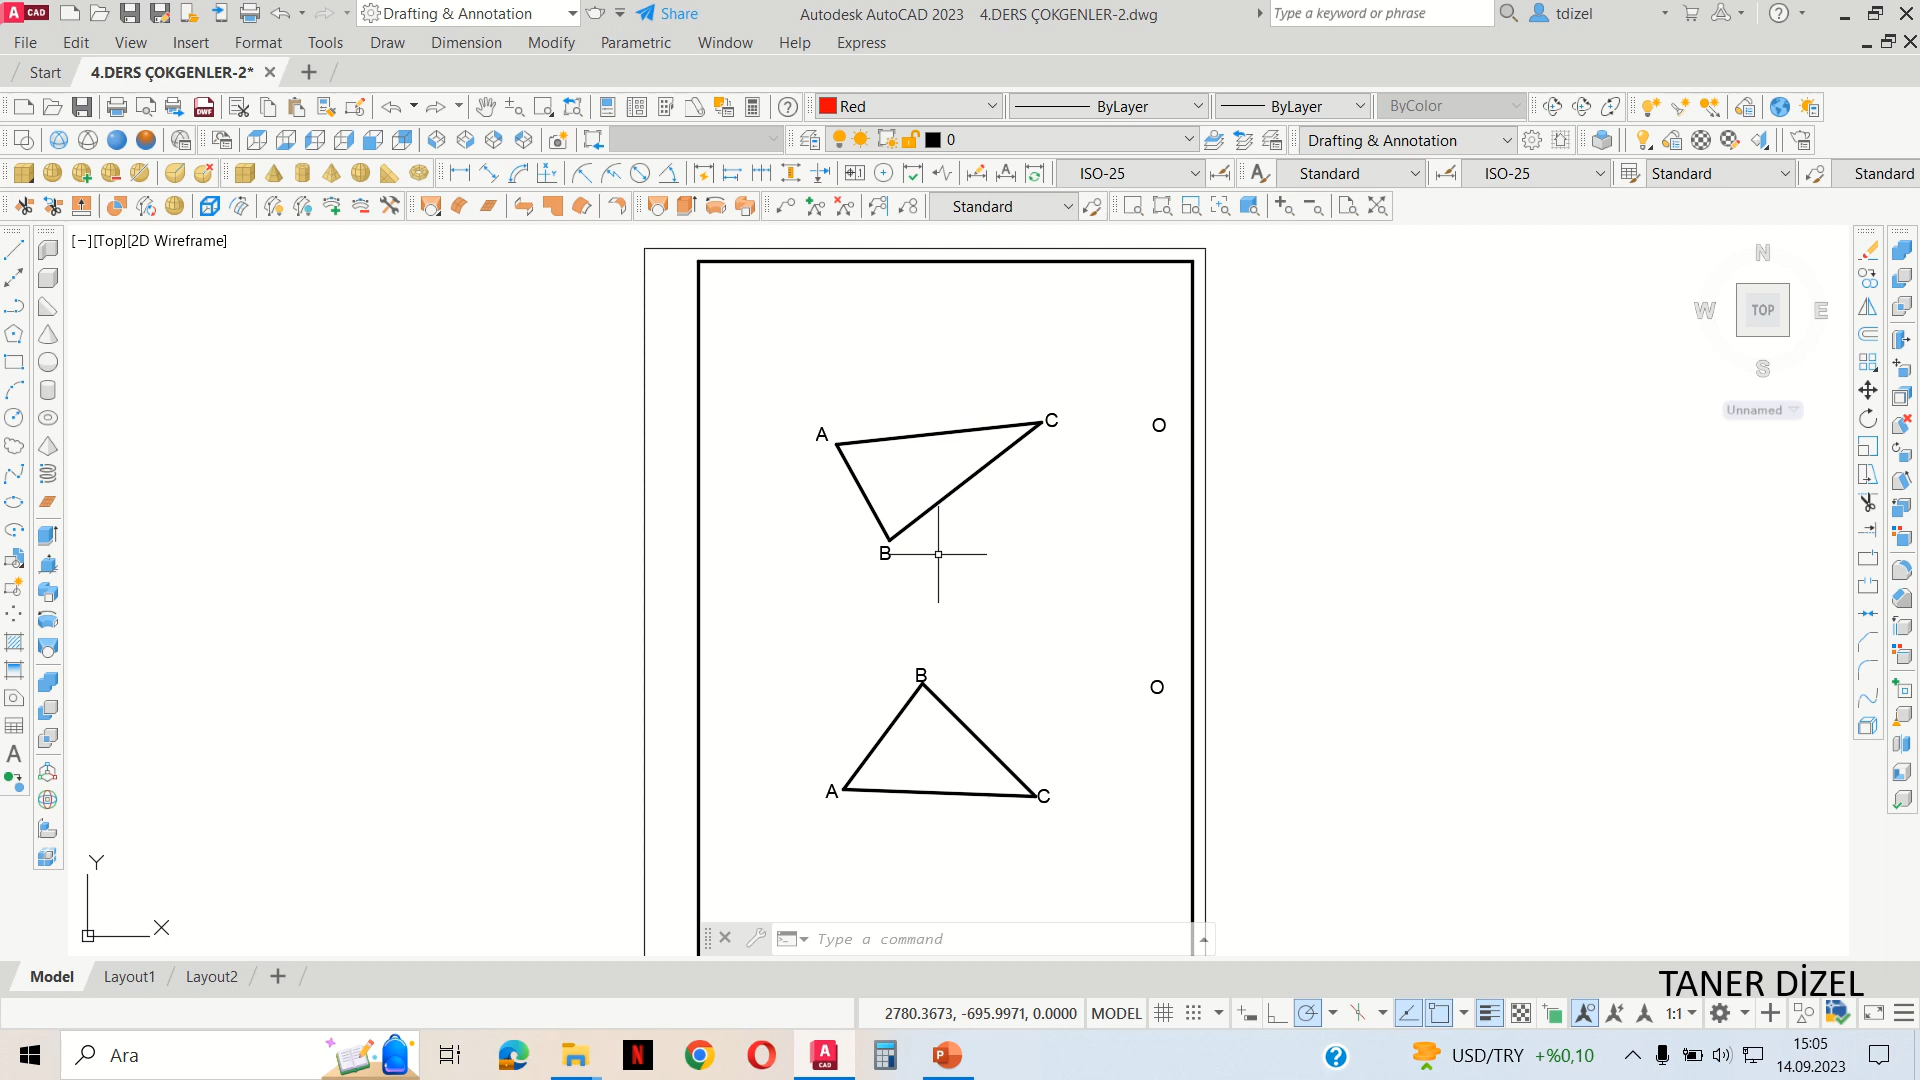 CAD Drafting & Annotation Share Autodesk AutoCAD 2023 4.DERS ÇOKGENLER-2.dwg Type a keyword or phrase tdizel
File Edit View Insert Format Tools Draw Dimension Modify Parametric Window Help Express
Start 4.DERS ÇOKGENLER-2*
Red ByLayer ByLayer ByColor
0 Drafting & Annotation
ISO-25 Standard ISO-25 Standard Standard
Standard
[−][Top][2D Wireframe]
N
W TOP E
S
Unnamed
A C O
B
B O
A C
Y
X
Type a command
Model Layout1 Layout2
TANER DİZEL
2780.3673, -695.9971, 0.0000 MODEL 1:1
Ara USD/TRY +%0,10 15:05
14.09.2023